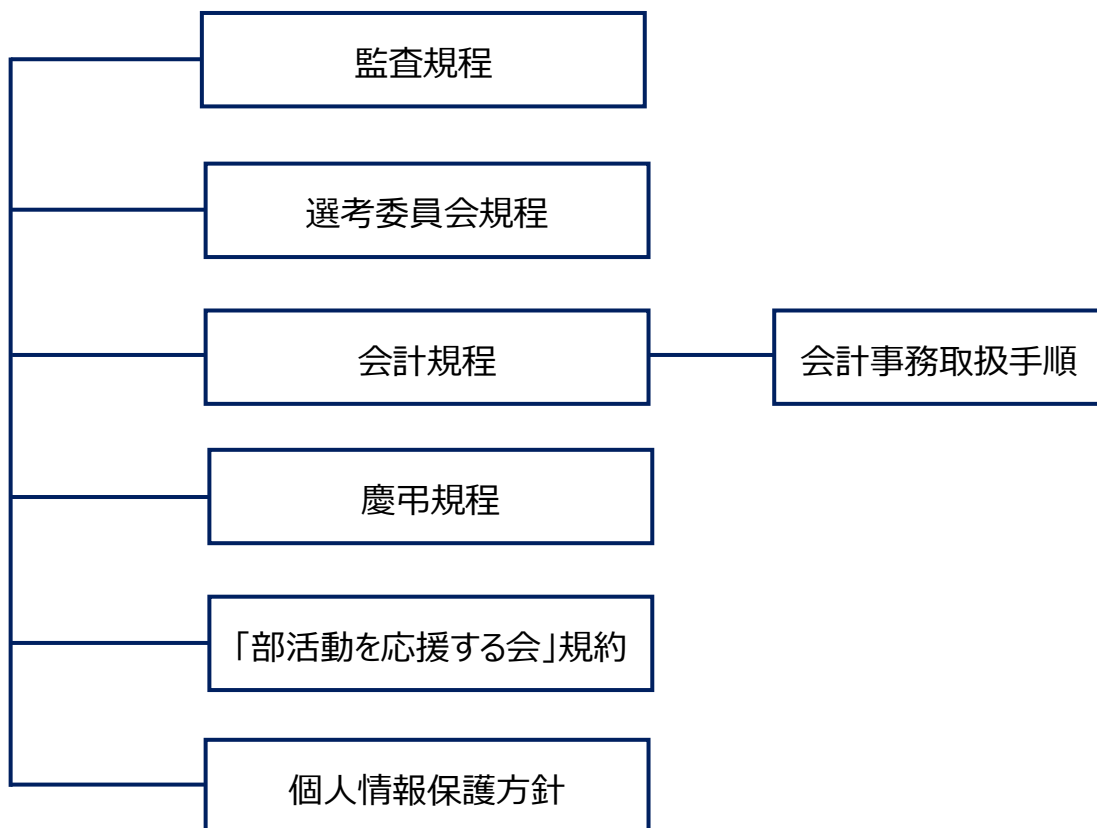 監査規程
選考委員会規程
会計規程
会計事務取扱手順
慶弔規程
「部活動を応援する会」規約
個人情報保護方針